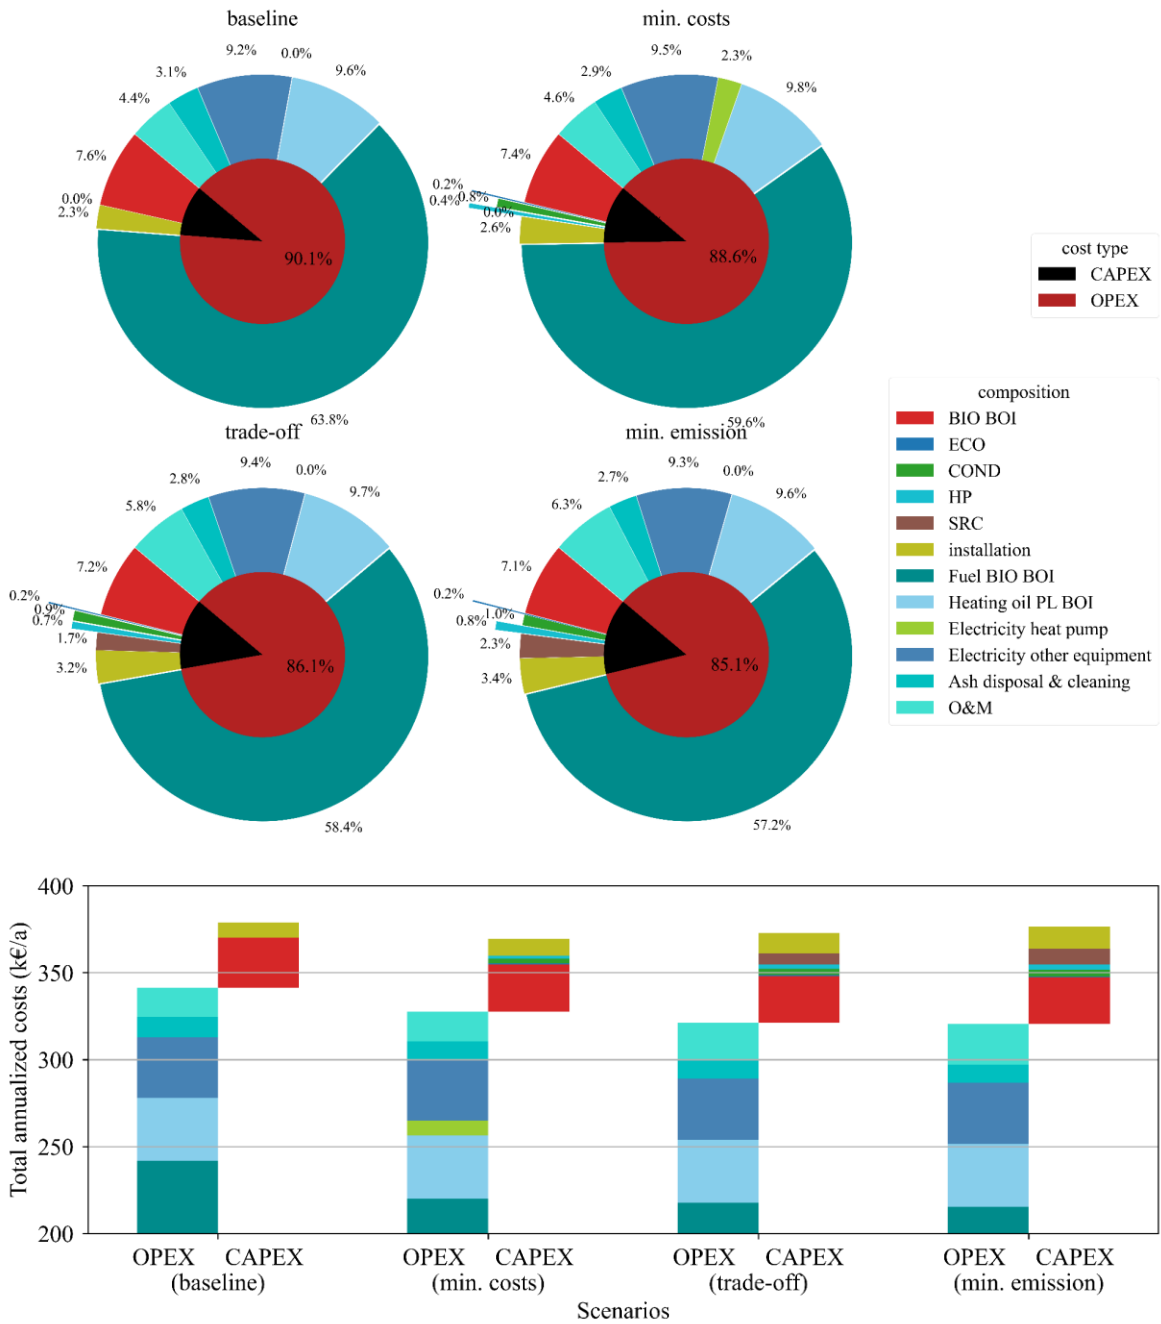 baseline
min. costs
9.2%
0.0%
9.6%
3.1%
4.4%
7.6%
0.0%
2.3%
90.1%
63.8%
9.5%
2.3%
9.8%
2.9%
4.6%
7.4%
0.2%
0.8%
0.4%
0.0%
2.6%
88.6%
59.6%
cost type
CAPEX
OPEX
trade-off
min. emission
9.4%
0.0%
9.7%
2.8%
5.8%
7.2%
0.2%
0.9%
0.7%
1.7%
3.2%
86.1%
58.4%
9.3%
0.0%
9.6%
2.7%
6.3%
7.1%
0.2%
1.0%
0.8%
2.3%
3.4%
85.1%
57.2%
composition
BIO BOI
ECO
COND
HP
SRC
installation
Fuel BIO BOI
Heating oil PL BOI
Electricity heat pump
Electricity other equipment
Ash disposal & cleaning
O&M
Total annualized costs (k€/a)
400
350
300
250
200
OPEX CAPEX
(baseline)
OPEX CAPEX
(min. costs)
OPEX CAPEX
(trade-off)
OPEX CAPEX
(min. emission)
Scenarios